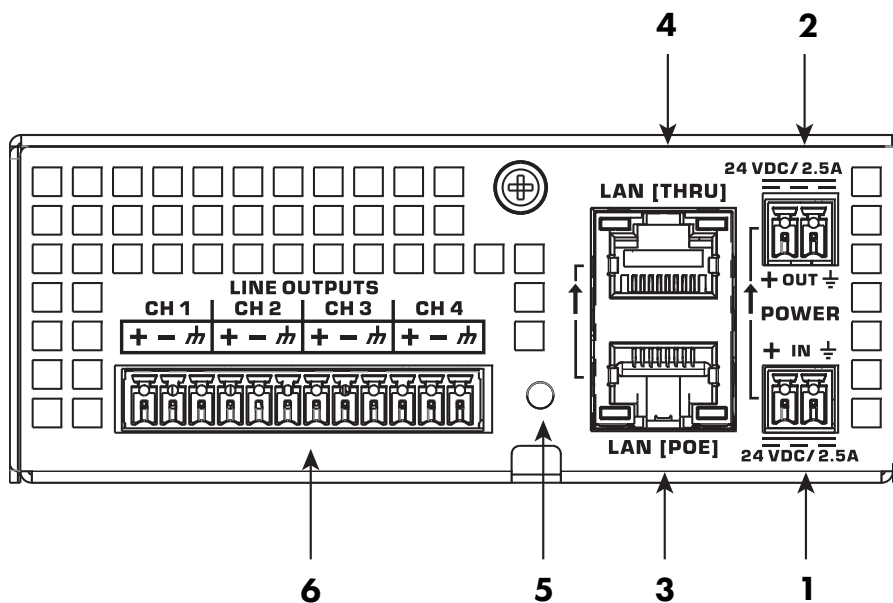 4 2
24 VDC/2.5A
LAN [THRU]
+ OUT
LINE OUTPUTS
CH 1 CH 2 CH 3 CH 4
POWER
+ - + - + - + -
+ IN
LAN [POE]
24 VDC/2.5A
6 5 3 1